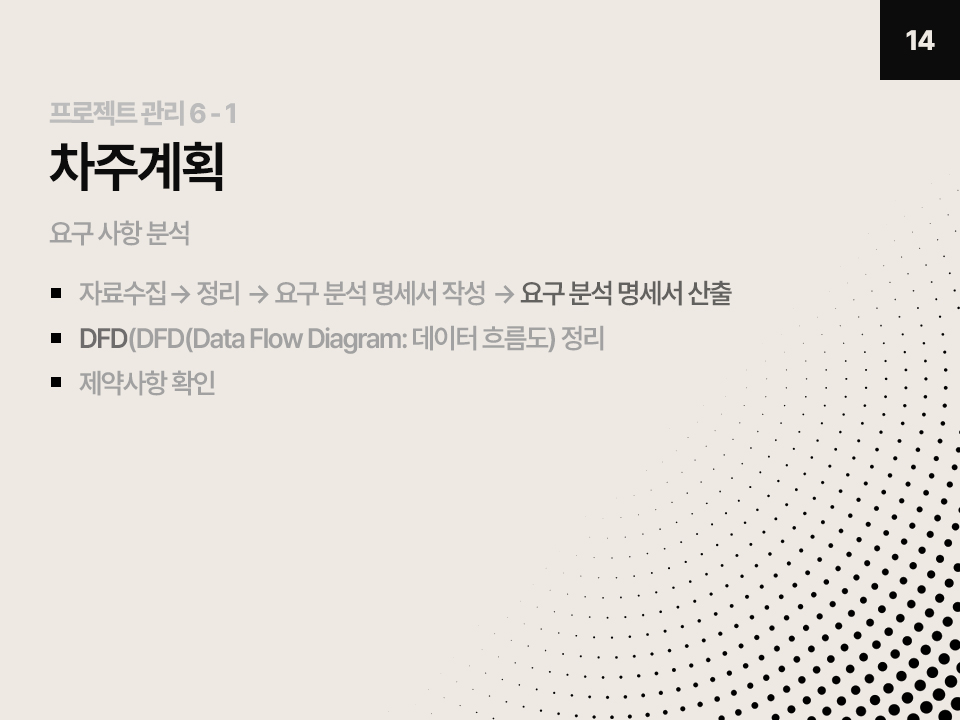 14
프로젝트 관리 6 - 1
차주계획
요구 사항 분석
자료수집 → 정리 → 요구 분석 명세서 작성 → 요구 분석 명세서 산출
DFD(DFD(Data Flow Diagram: 데이터 흐름도) 정리
제약사항 확인